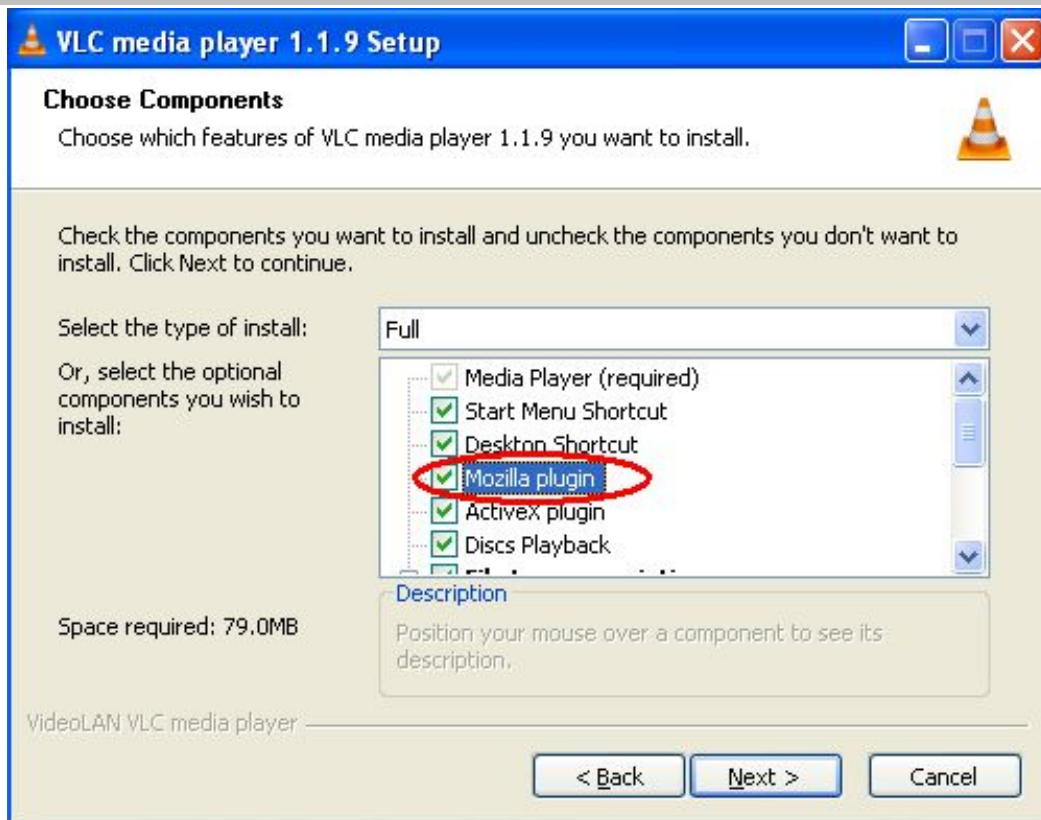 VLC media player 1.1.9 Setup
Choose Components
Choose which features of VLC media player 1.1.9 you want to install.
Check the components you want to install and uncheck the components you don't want to
install. Click Next to continue.
Select the type of install:
Full
Or, select the optional
components you wish to
install:
Media Player (required)
Start Menu Shortcut
Desktop Shortcut
Mozilla plugin
ActiveX plugin
Discs Playback
Space required: 79.0MB
Description
Position your mouse over a component to see its
description.
VideoLAN VLC media player
< Back
Next >
Cancel